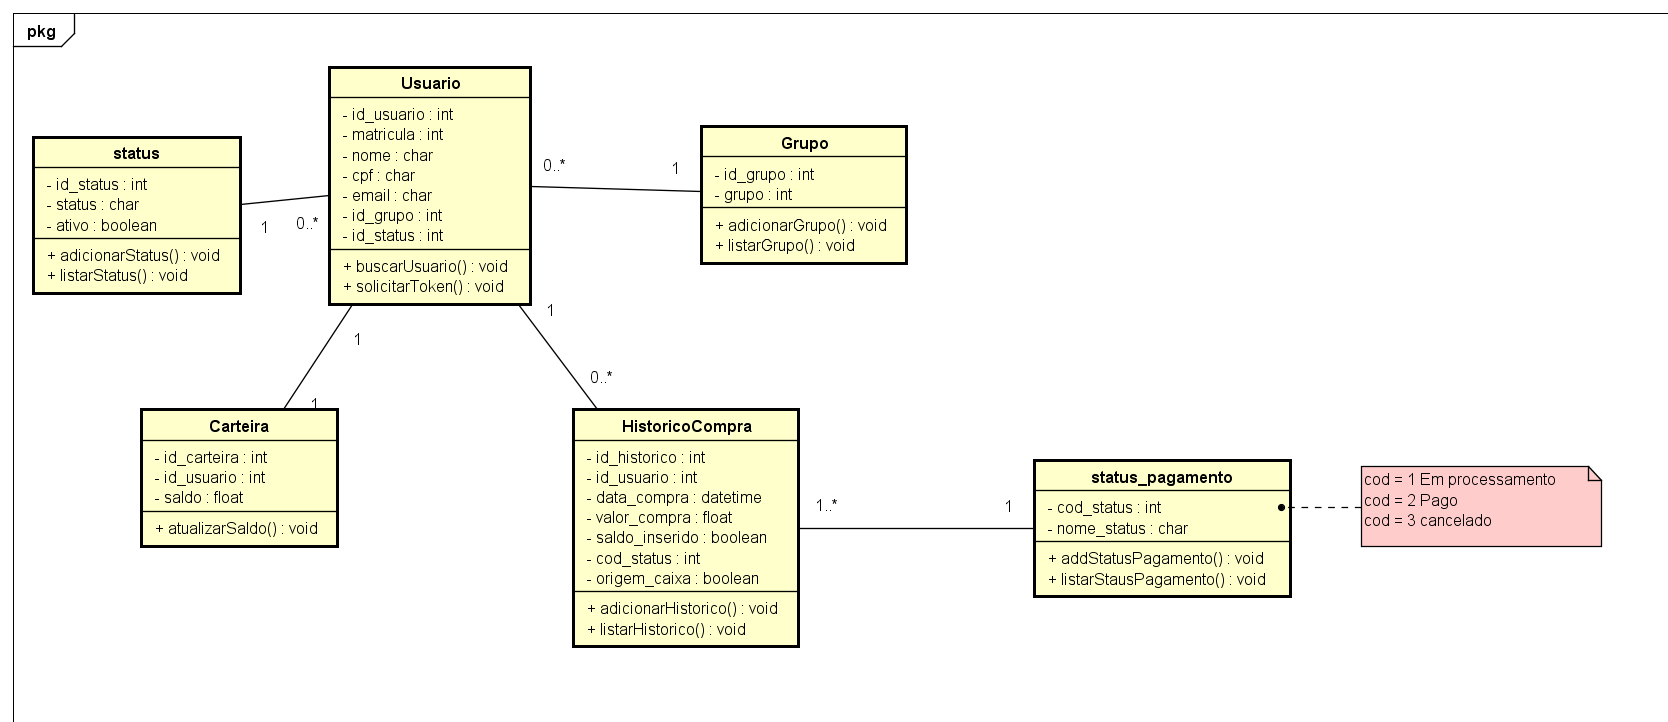 pkg
Usuario
- id_usuario : int
- matricula : int
- nome : char
- cpf : char
- email : char
- id_grupo : int
- id_status : int
+ buscarUsuario() : void
+ solicitarToken() : void
status
- id_status : int
- status : char
- ativo : boolean
+ adicionarStatus() : void
+ listarStatus() : void
1
0..*
0..*
1
Grupo
- id_grupo : int
- grupo : int
+ adicionarGrupo() : void
+ listarGrupo() : void
1
1
1
0..*
Carteira
- id_carteira : int
- id_usuario : int
- saldo : float
+ atualizarSaldo() : void
HistoricoCompra
- id_historico : int
- id_usuario : int
- data_compra : datetime
- valor_compra : float
- saldo_inserido : boolean
- cod_status : int
- origem_caixa : boolean
+ adicionarHistorico() : void
+ listarHistorico() : void
1..*
1
status_pagamento
- cod_status : int
- nome_status : char
+ addStatusPagamento() : void
+ listarStausPagamento() : void
cod = 1 Em processamento
cod = 2 Pago
cod = 3 cancelado